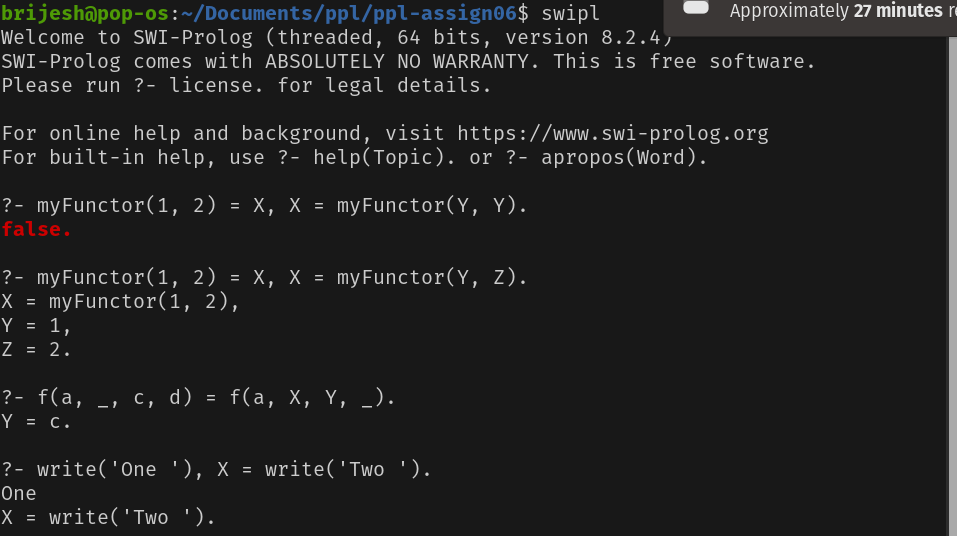 brijesh@pop-os:~/Documents/ppl/ppl-assign06$ swipl
Approximately 27 minutes
Welcome to SWI-Prolog (threaded, 64 bits, version 8.2.4)
SWI-Prolog comes with ABSOLUTELY NO WARRANTY. This is free software.
Please run ?- license. for legal details.
For online help and background, visit https://www.swi-prolog.org
For built-in help, use ?- help(Topic). or ?- apropos(Word).
?- myFunctor(1, 2) = X, X = myFunctor(Y, Y).
false.
?- myFunctor(1, 2) = X, X = myFunctor(Y, Z).
X = myFunctor(1, 2),
Y = 1,
Z = 2.
?- f(a, _, c, d) = f(a, X, Y, _).
Y = c.
?- write('One '), X = write('Two ').
One
X = write('Two ').